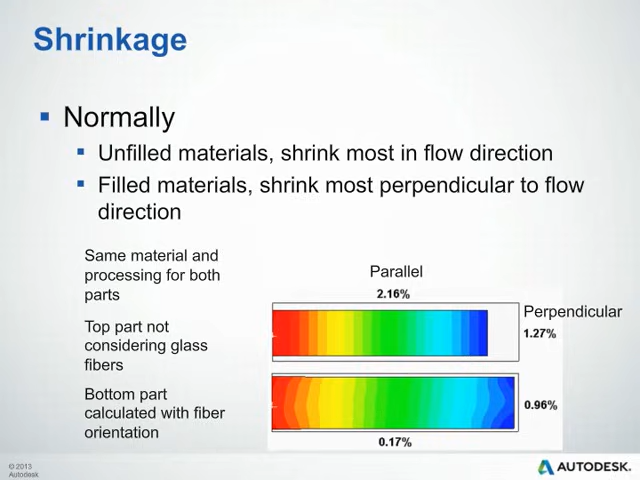 Shrinkage
Normally
Unfilled materials, shrink most in flow direction
Filled materials, shrink most perpendicular to flow
direction
Same material and
processing for both
parts
Top part not
considering glass
fibers
Bottom part
calculated with fiber
orientation
Parallel
2.16%
Perpendicular
1.27%
0.96%
0.17%
© 2013
Autodesk
AUTODESK.